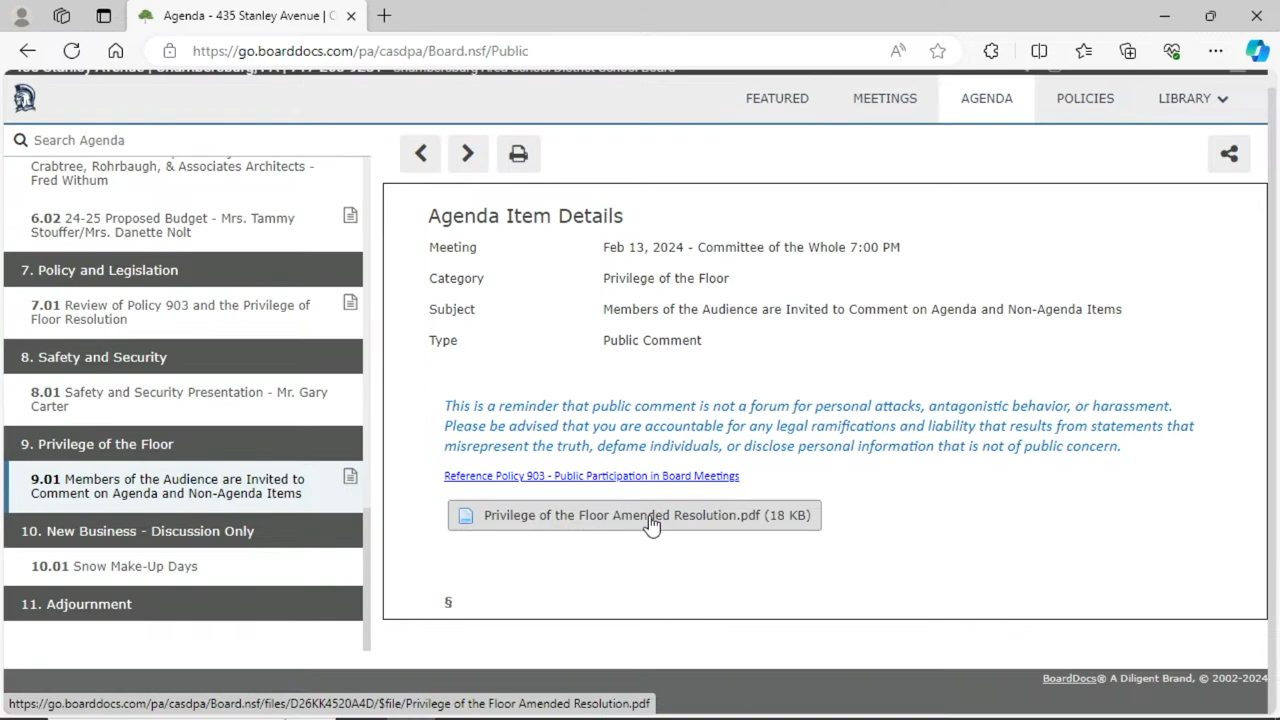 Agenda - 435 Stanley Avenue | C
https://go.boarddocs.com/pa/casdpa/Board.nsf/Public
FEATURED
MEETINGS
AGENDA
POLICIES
LIBRARY
Search Agenda
Crabtree, Rohrbaugh, & Associates Architects -
Fred Withum
6.02 24-25 Proposed Budget - Mrs. Tammy
Stouffer/Mrs. Danette Nolt
7. Policy and Legislation
7.01 Review of Policy 903 and the Privilege of
Floor Resolution
8. Safety and Security
8.01 Safety and Security Presentation - Mr. Gary
Carter
9. Privilege of the Floor
9.01 Members of the Audience are Invited to
Comment on Agenda and Non-Agenda Items
10. New Business - Discussion Only
10.01 Snow Make-Up Days
11. Adjournment
Agenda Item Details
Meeting Feb 13, 2024 - Committee of the Whole 7:00 PM
Category Privilege of the Floor
Subject Members of the Audience are Invited to Comment on Agenda and Non-Agenda Items
Type Public Comment
This is a reminder that public comment is not a forum for personal attacks, antagonistic behavior, or harassment.
Please be advised that you are accountable for any legal ramifications and liability that results from statements that
misrepresent the truth, defame individuals, or disclose personal information that is not of public concern.
Reference Policy 903 - Public Participation in Board Meetings
Privilege of the Floor Amended Resolution.pdf (18 KB)
§
BoardDocs® A Diligent Brand, © 2002-2024
https://go.boarddocs.com/pa/casdpa/Board.nsf/files/D26KK4520A4D/$file/Privilege of the Floor Amended Resolution.pdf